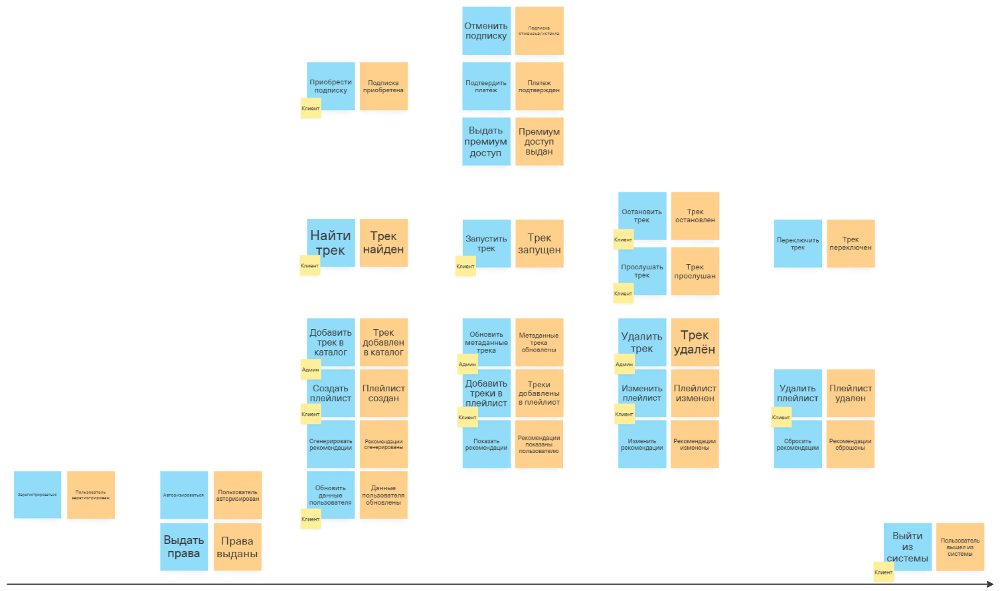 Отменить
подписку
Подписка
отменена/истекла
Приобрести
подписку
Клиент
Подписка
приобретена
Подтвердить
платёж
Платеж
подтвержден
Выдать
премиум
доступ
Премиум
доступ
выдан
Найти
трек
Клиент
Трек
найден
Запустить
трек
Клиент
Трек
запущен
Остановить
трек
Клиент
Трек
остановлен
Прослушать
трек
Клиент
Трек
прослушан
Переключить
трек
Трек
переключен
Добавить
трек в
каталог
Админ
Трек
добавлен
в каталог
Обновить
метаданные
трека
Админ
Метаданные
трека
обновлены
Удалить
трек
Админ
Трек
удалён
Создать
плейлист
Клиент
Плейлист
создан
Добавить
треки в
плейлист
Клиент
Треки
добавлены
в плейлист
Изменить
плейлист
Клиент
Плейлист
изменен
Удалить
плейлист
Клиент
Плейлист
удален
Сгенерировать
рекомендации
Рекомендации
сгенерированы
Показать
рекомендации
Рекомендации
показаны
пользователю
Изменить
рекомендации
Рекомендации
изменены
Сбросить
рекомендации
Рекомендации
сброшены
Зарегистрироваться
Пользователь
зарегистрирован
Авторизироваться
Пользователь
авторизирован
Обновить
данные
пользователя
Клиент
Данные
пользователя
обновлены
Выдать
права
Права
выданы
Выйти
из
системы
Клиент
Пользователь
вышел из
системы